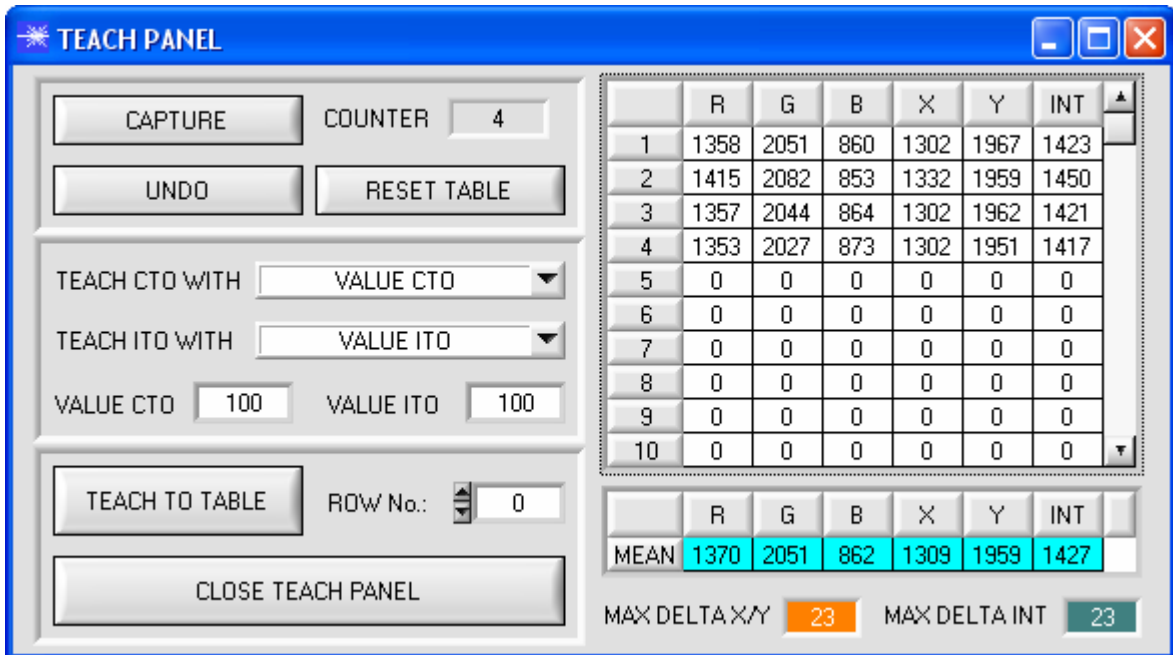 TEACH PANEL
CAPTURE COUNTER 4
UNDO RESET TABLE
TEACH CTO WITH VALUE CTO
TEACH ITO WITH VALUE ITO
VALUE CTO 100 VALUE ITO 100
TEACH TO TABLE ROW No.: 0
CLOSE TEACH PANEL
R G B X Y INT
1 1358 2051 860 1302 1967 1423
2 1415 2082 853 1332 1959 1450
3 1357 2044 864 1302 1962 1421
4 1353 2027 873 1302 1951 1417
5 0 0 0 0 0 0
6 0 0 0 0 0 0
7 0 0 0 0 0 0
8 0 0 0 0 0 0
9 0 0 0 0 0 0
10 0 0 0 0 0 0
R G B X Y INT
MEAN 1370 2051 862 1309 1959 1427
MAX DELTA X/Y 23 MAX DELTA INT 23